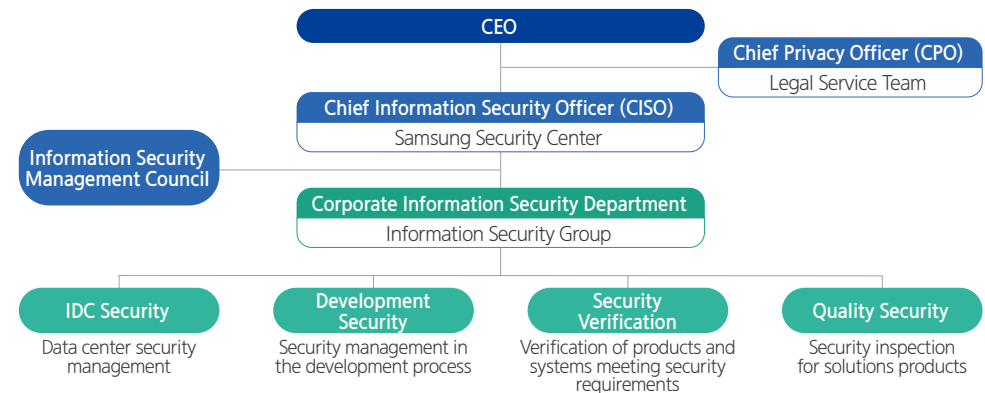 CEO
Chief Privacy Officer (CPO)
Legal Service Team
Chief Information Security Officer (CISO)
Samsung Security Center
Information Security
Management Council
Corporate Information Security Department
Information Security Group
IDC Security
Data center security
management
Development
Security
Security management in
the development process
Security
Verification
Verification of products and
systems meeting security
requirements
Quality Security
Security inspection
for solutions products